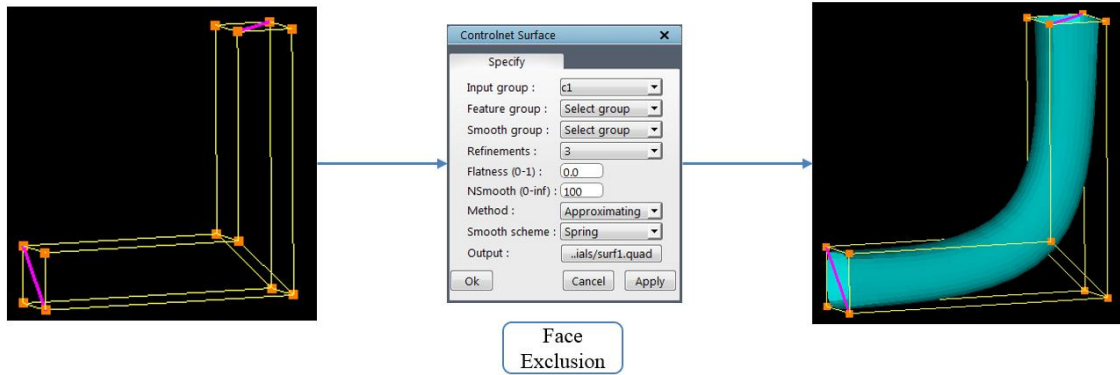 Controlnet Surface
Specify
Input group : c1
Feature group : Select group
Smooth group : Select group
Refinements : 3
Flatness (0-1) : 0.0
NSmooth (0-inf) : 100
Method : Approximating
Smooth scheme : Spring
Output : ..ials/surf1.quad
Ok Cancel Apply
Face
Exclusion